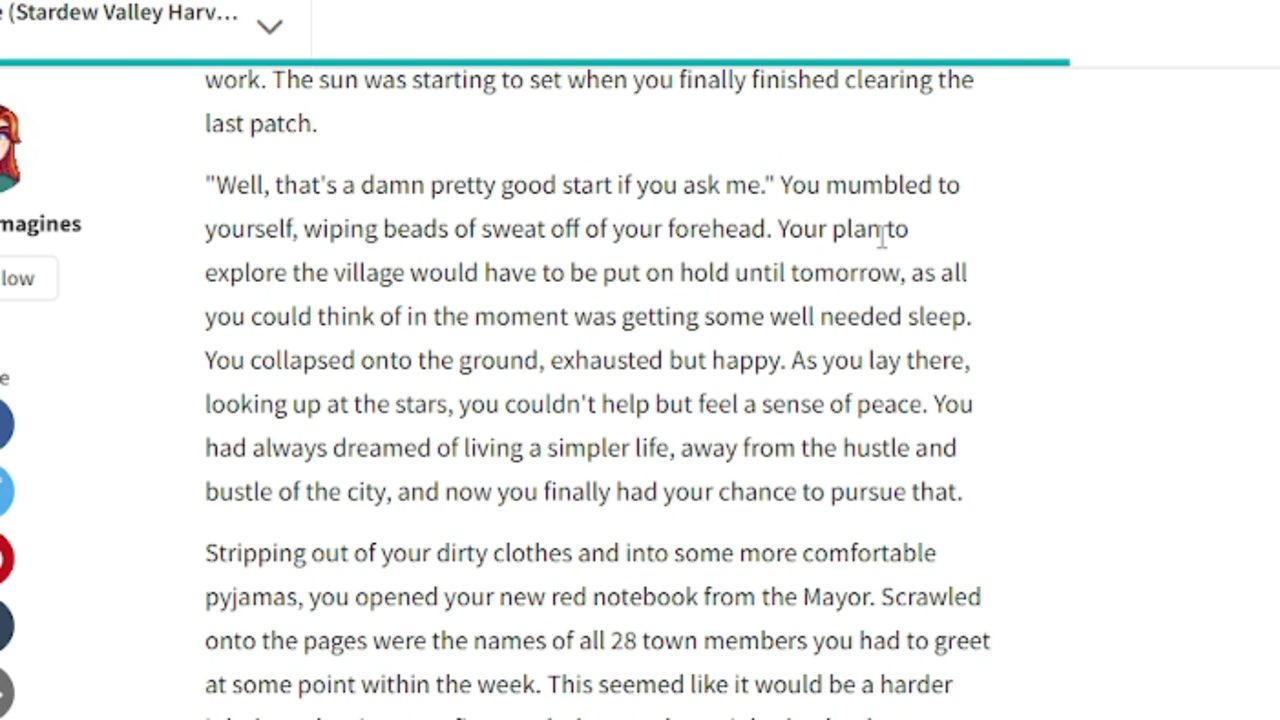 e (Stardew Valley Harv...
work. The sun was starting to set when you finally finished clearing the
last patch.
"Well, that's a damn pretty good start if you ask me." You mumbled to
yourself, wiping beads of sweat off of your forehead. Your plan to
explore the village would have to be put on hold until tomorrow, as all
you could think of in the moment was getting some well needed sleep.
You collapsed onto the ground, exhausted but happy. As you lay there,
looking up at the stars, you couldn't help but feel a sense of peace. You
had always dreamed of living a simpler life, away from the hustle and
bustle of the city, and now you finally had your chance to pursue that.
Stripping out of your dirty clothes and into some more comfortable
pyjamas, you opened your new red notebook from the Mayor. Scrawled
onto the pages were the names of all 28 town members you had to greet
at some point within the week. This seemed like it would be a harder
magines
low
e